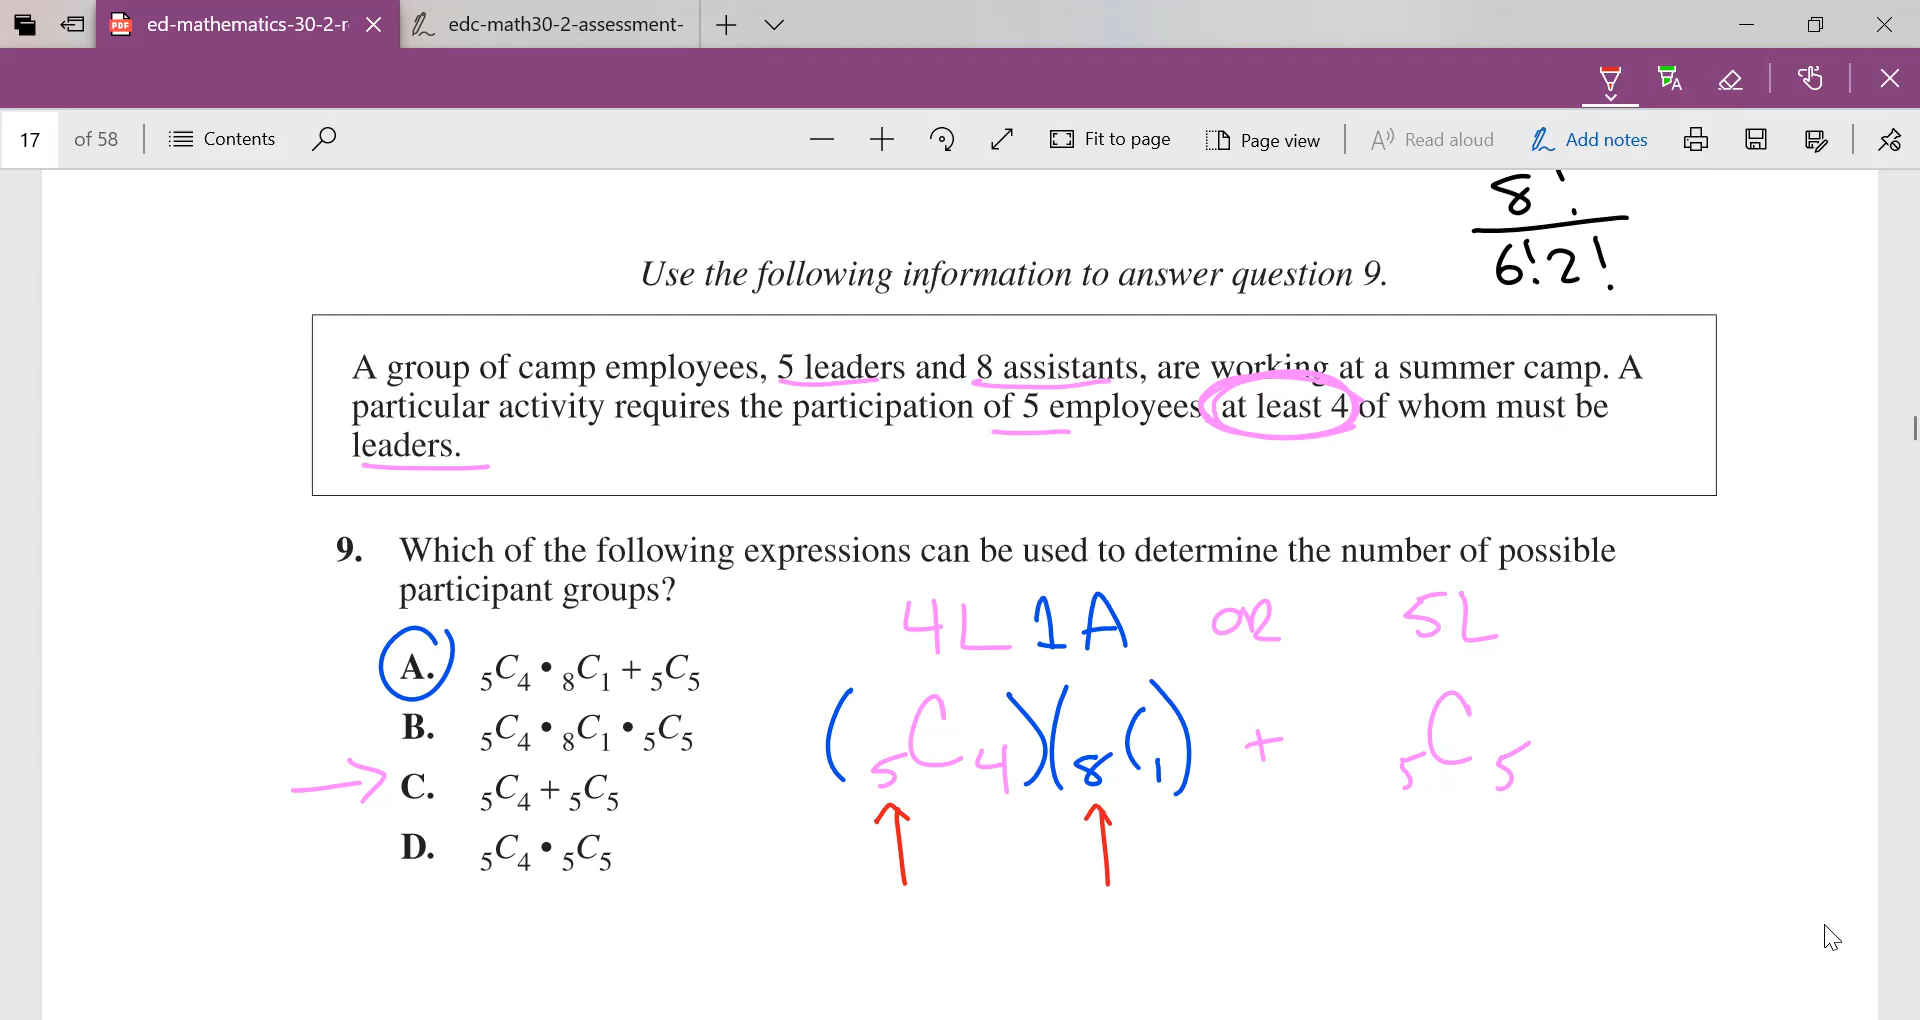 ed-mathematics-30-2-r edc-math30-2-assessment-
17 of 58 Contents Fit to page Page view Read aloud Add notes
8!
6!2!
Use the following information to answer question 9.
A group of camp employees, 5 leaders and 8 assistants, are working at a summer camp. A
particular activity requires the participation of 5 employees, at least 4 of whom must be
leaders.
9. Which of the following expressions can be used to determine the number of possible
participant groups?
4L 1A OR 5L
A. ₅C₄ • ₈C₁ + ₅C₅
B. ₅C₄ • ₈C₁ • ₅C₅
(₅C₄)(₈C₁) + ₅C₅
C. ₅C₄ + ₅C₅
D. ₅C₄ • ₅C₅